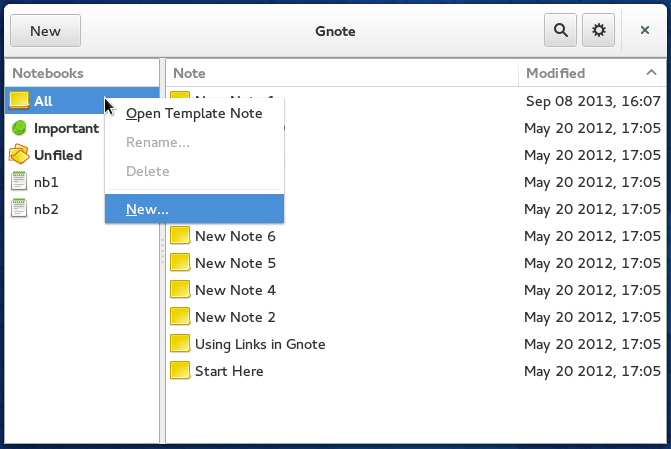 New
Gnote
Notebooks
Note
Modified
All
Important
Unfiled
nb1
nb2
Open Template Note
Rename...
Delete
New...
Sep 08 2013, 16:07
May 20 2012, 17:05
May 20 2012, 17:05
May 20 2012, 17:05
May 20 2012, 17:05
New Note 6 May 20 2012, 17:05
New Note 5 May 20 2012, 17:05
New Note 4 May 20 2012, 17:05
New Note 2 May 20 2012, 17:05
Using Links in Gnote May 20 2012, 17:05
Start Here May 20 2012, 17:05